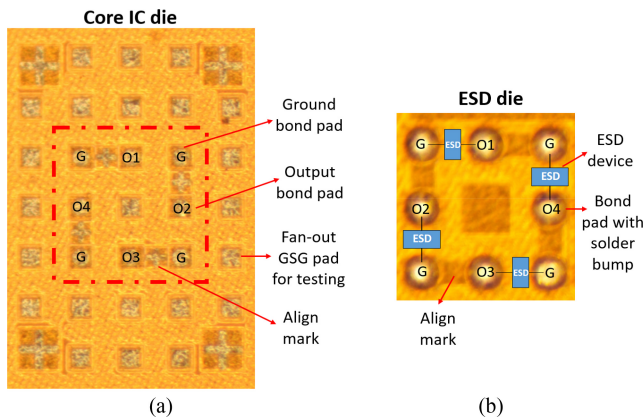 Core IC die
G O1 G
O4 O2
G O3 G
Ground
bond pad
Output
bond pad
Fan-out
GSG pad
for testing
Align
mark
(a)
ESD die
G ESD O1 G
ESD
O2 O4
ESD
G O3 ESD G
ESD
device
Bond
pad with
solder
bump
Align
mark
(b)